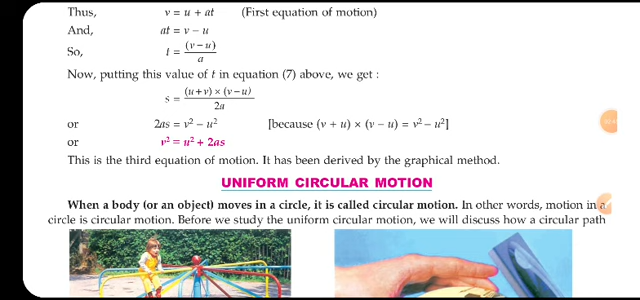 Thus, v = u + at (First equation of motion)
And, at = v – u
So, t = (v – u)/a
Now, putting this value of t in equation (7) above, we get :
s = (u + v) × (v – u)/2a
or 2as = v² – u² [because (v + u) × (v – u) = v² – u²]
or v² = u² + 2as
This is the third equation of motion. It has been derived by the graphical method.
UNIFORM CIRCULAR MOTION
When a body (or an object) moves in a circle, it is called circular motion. In other words, motion in a
circle is circular motion. Before we study the uniform circular motion, we will discuss how a circular path